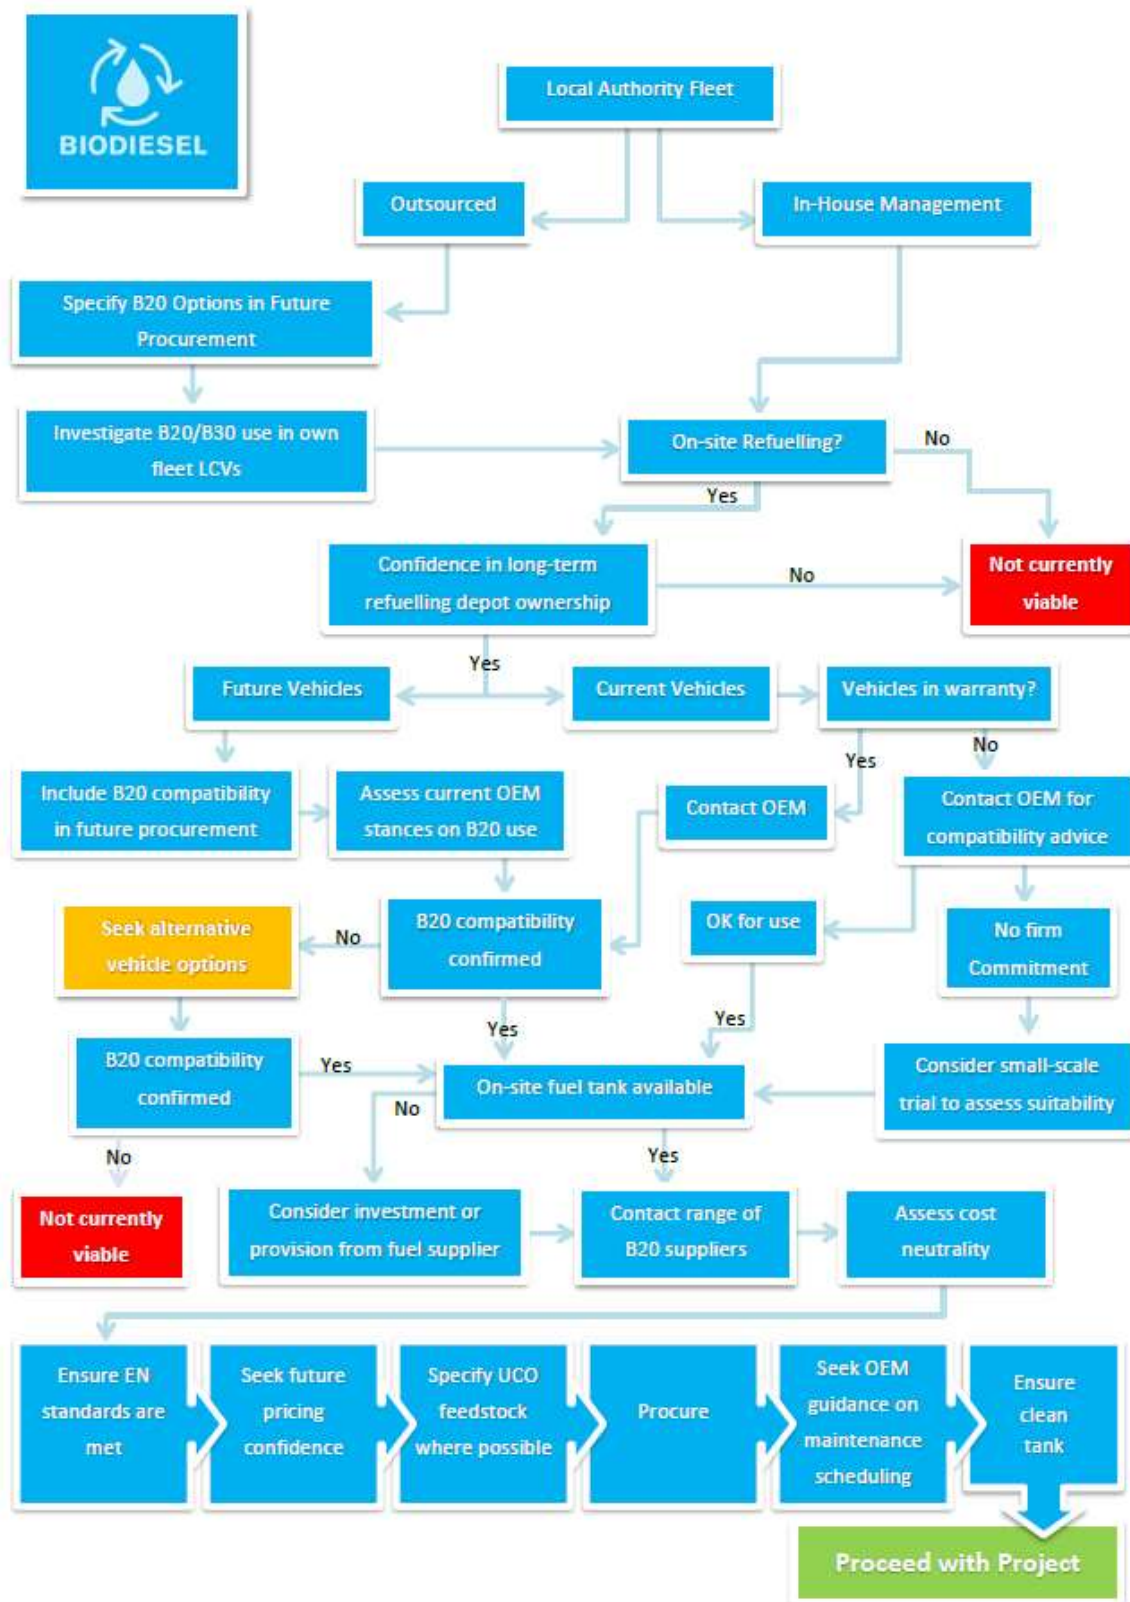 BIODIESEL
Local Authority Fleet
Outsourced
In-House Management
Specify B20 Options in Future
Procurement
Investigate B20/B30 use in own
fleet LCVs
On-site Refuelling?
No
Yes
Confidence in long-term
refuelling depot ownership
No
Not currently
viable
Yes
Future Vehicles
Current Vehicles
Vehicles in warranty?
Yes
No
Include B20 compatibility
in future procurement
Assess current OEM
stances on B20 use
Contact OEM
Contact OEM for
compatibility advice
Seek alternative
vehicle options
No
B20 compatibility
confirmed
OK for use
No firm
Commitment
Yes
Yes
B20 compatibility
confirmed
Yes
On-site fuel tank available
Consider small-scale
trial to assess suitability
No
No
Yes
Not currently
viable
Consider investment or
provision from fuel supplier
Contact range of
B20 suppliers
Assess cost
neutrality
Ensure EN
standards are
met
Seek future
pricing
confidence
Specify UCO
feedstock
where possible
Procure
Seek OEM
guidance on
maintenance
scheduling
Ensure
clean
tank
Proceed with Project